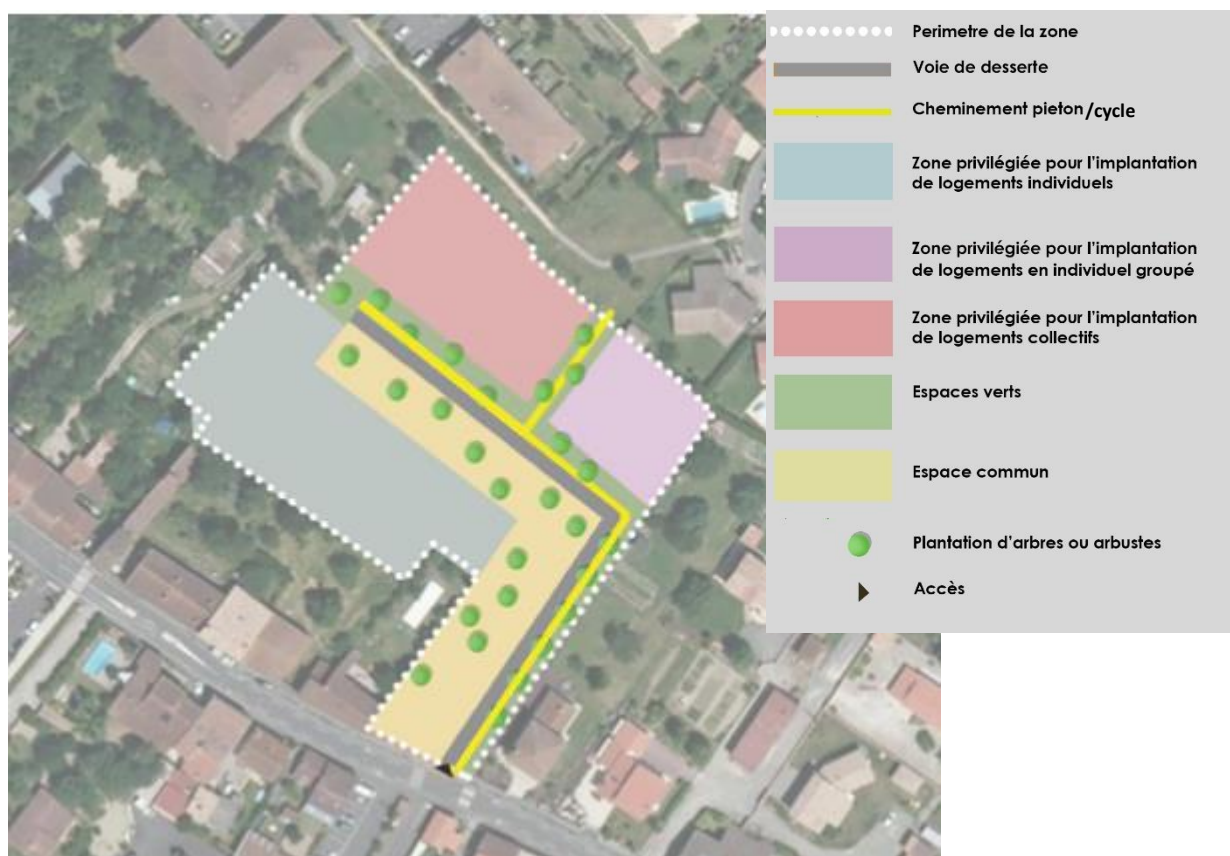 Perimetre de la zone
Voie de desserte
Cheminement pieton/cycle
Zone privilégiée pour l'implantation
de logements individuels
Zone privilégiée pour l'implantation
de logements en individuel groupé
Zone privilégiée pour l'implantation
de logements collectifs
Espaces verts
Espace commun
Plantation d'arbres ou arbustes
Accès